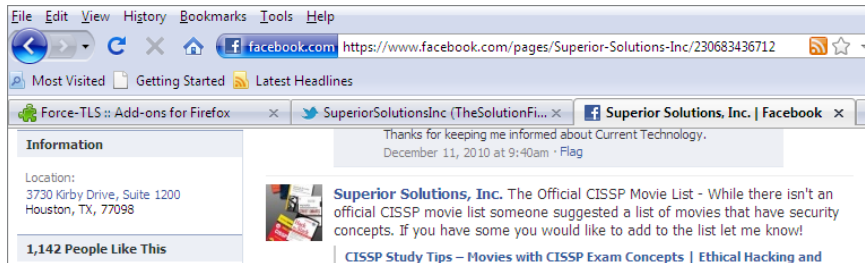 File Edit View History Bookmarks Tools Help
facebook.com https://www.facebook.com/pages/Superior-Solutions-Inc/230683436712
Most Visited Getting Started Latest Headlines
Force-TLS :: Add-ons for Firefox SuperiorSolutionsInc (TheSolutionFi... Superior Solutions, Inc. | Facebook
Thanks for keeping me informed about Current Technology.
December 11, 2010 at 9:40am · Flag
Information
Location:
3730 Kirby Drive, Suite 1200
Houston, TX, 77098
1,142 People Like This
Superior Solutions, Inc. The Official CISSP Movie List - While there isn't an
official CISSP movie list someone suggested a list of movies that have security
concepts. If you have some you would like to add to the list let me know!
CISSP Study Tips – Movies with CISSP Exam Concepts | Ethical Hacking and